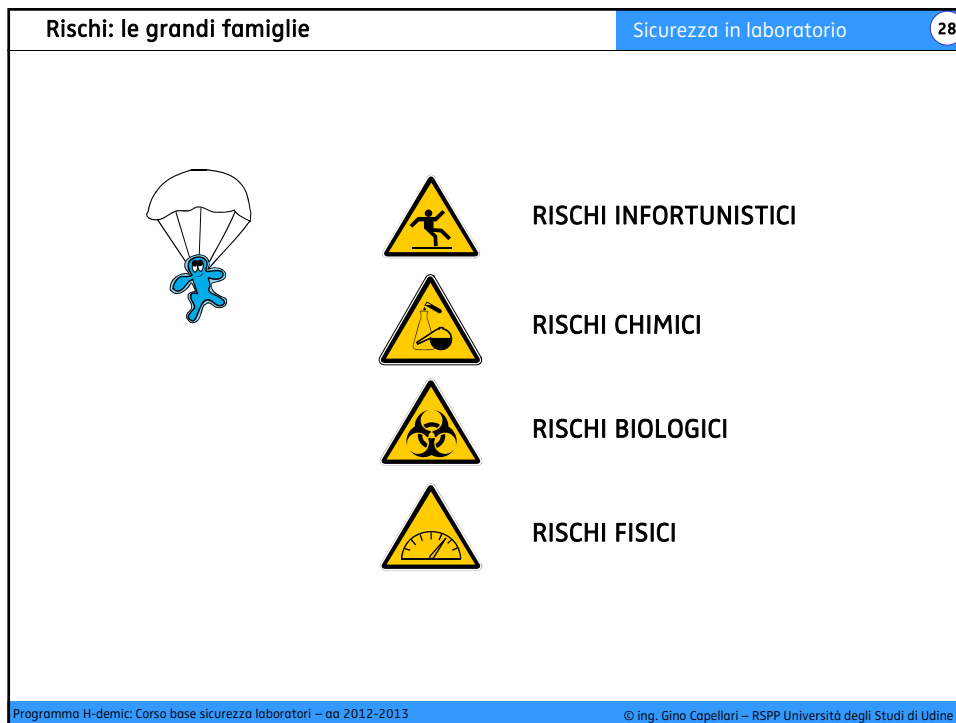 Rischi: le grandi famiglie
Sicurezza in laboratorio
28
RISCHI INFORTUNISTICI
RISCHI CHIMICI
RISCHI BIOLOGICI
RISCHI FISICI
Programma H-demic: Corso base sicurezza laboratori – aa 2012-2013
© ing. Gino Capellari – RSPP Università degli Studi di Udine